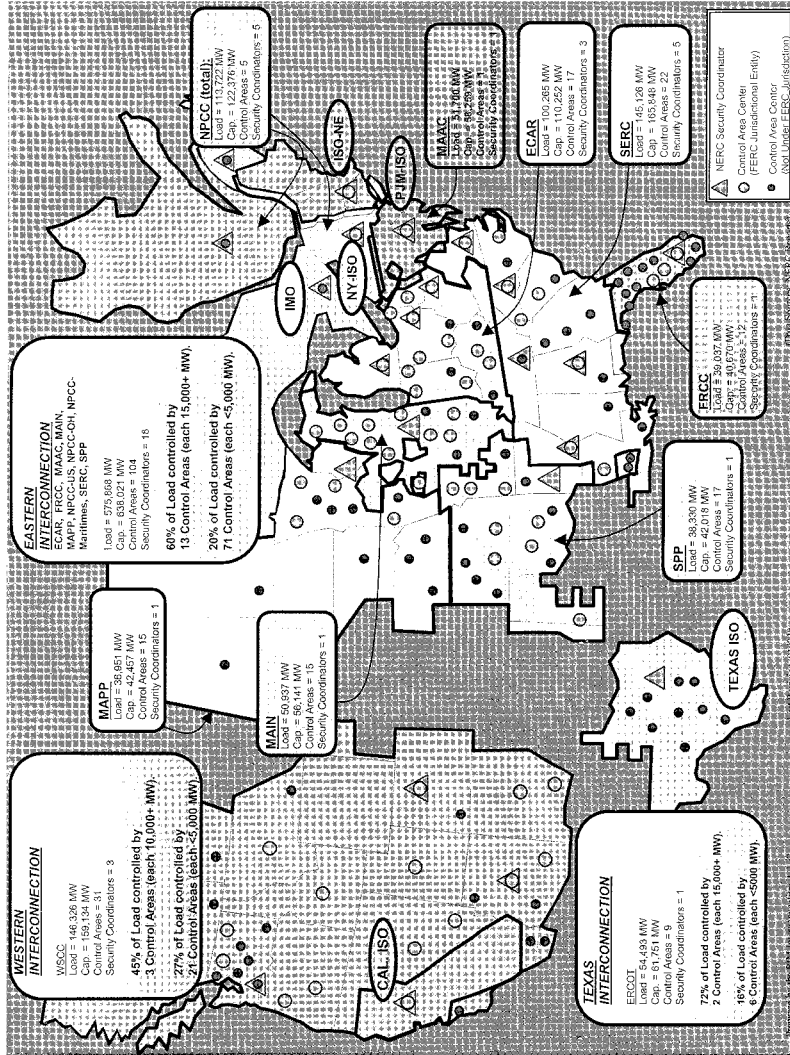 WESTERN
INTERCONNECTION
WSCC
Load = 146,326 MW
Cap. = 159,134 MW
Control Areas = 31
Security Coordinators = 3
45% of Load controlled by
3 Control Areas (each 10,000+ MW).
27% of Load controlled by
21 Control Areas (each <5,000 MW).
MAPP
Load = 36,951 MW
Cap. = 42,457 MW
Control Areas = 15
Security Coordinators = 1
EASTERN
INTERCONNECTION
ECAR, FRCC, MAAC, MAIN,
MAPP, NPCC-US, NPCC-OH, NPCC-
Maritimes, SERC, SPP
Load = 575,868 MW
Cap. = 638,021 MW
Control Areas = 104
Security Coordinators = 16
60% of Load controlled by
13 Control Areas (each 15,000+ MW).
20% of Load controlled by
71 Control Areas (each <5,000 MW).
NPCC (total):
Load = 113,722 MW
Cap. = 122,376 MW
Control Areas = 5
Security Coordinators = 5
MAIN
Load = 50,937 MW
Cap. = 56,141 MW
Control Areas = 15
Security Coordinators = 1
IMO
ISO-NE
NY-ISO
PJM-ISO
MAAC
Load = 51,700 MW
Cap. = MW
Control Areas = 1
Security Coordinators = 1
CAL. ISO
ECAR
Load = 100,265 MW
Cap. = 110,252 MW
Control Areas = 17
Security Coordinators = 3
SERC
Load = 145,126 MW
Cap. = 165,848 MW
Control Areas = 22
Security Coordinators = 5
TEXAS
INTERCONNECTION
ERCOT
Load = 54,493 MW
Cap. = 61,751 MW
Control Areas = 9
Security Coordinators = 1
72% of Load controlled by
2 Control Areas (each 15,000+ MW).
16% of Load controlled by
6 Control Areas (each <5000 MW).
TEXAS ISO
SPP
Load = 38,330 MW
Cap. = 42,018 MW
Control Areas = 17
Security Coordinators = 1
FRCC
Load = 39,037 MW
Cap. = 40,670 MW
Control Areas = 12
Security Coordinators = 1
NERC Security Coordinator
Control Area Center
(FERC Jurisdictional Entity)
Control Area Center
(Not Under FERC Jurisdiction)